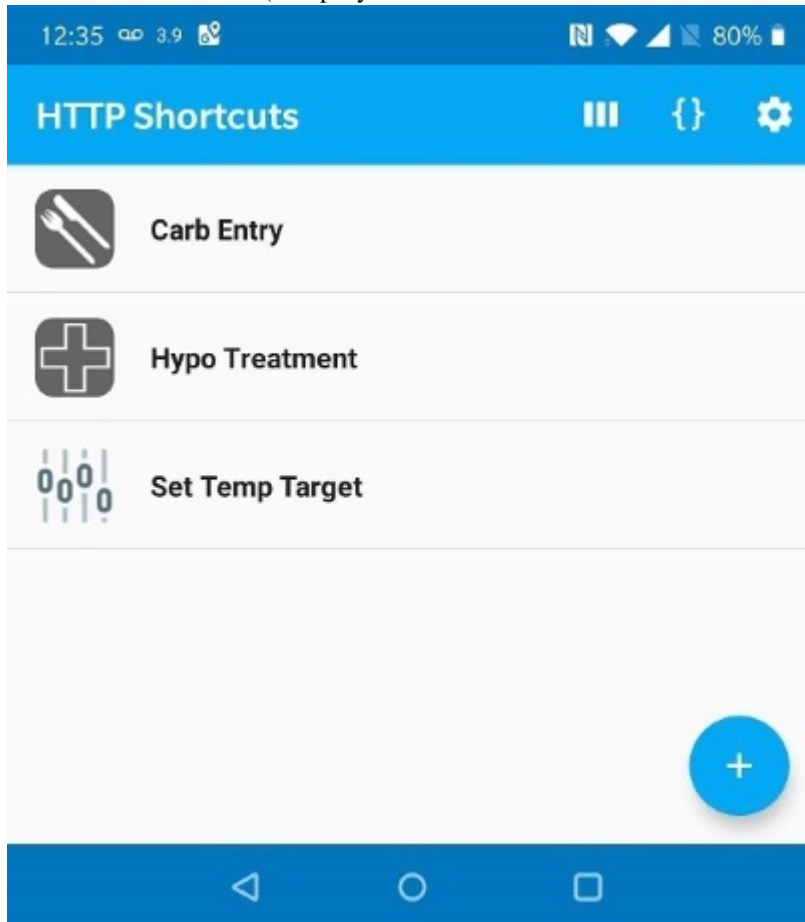 12:35 3.9 80%
HTTP Shortcuts {}
Carb Entry
Hypo Treatment
Set Temp Target
+